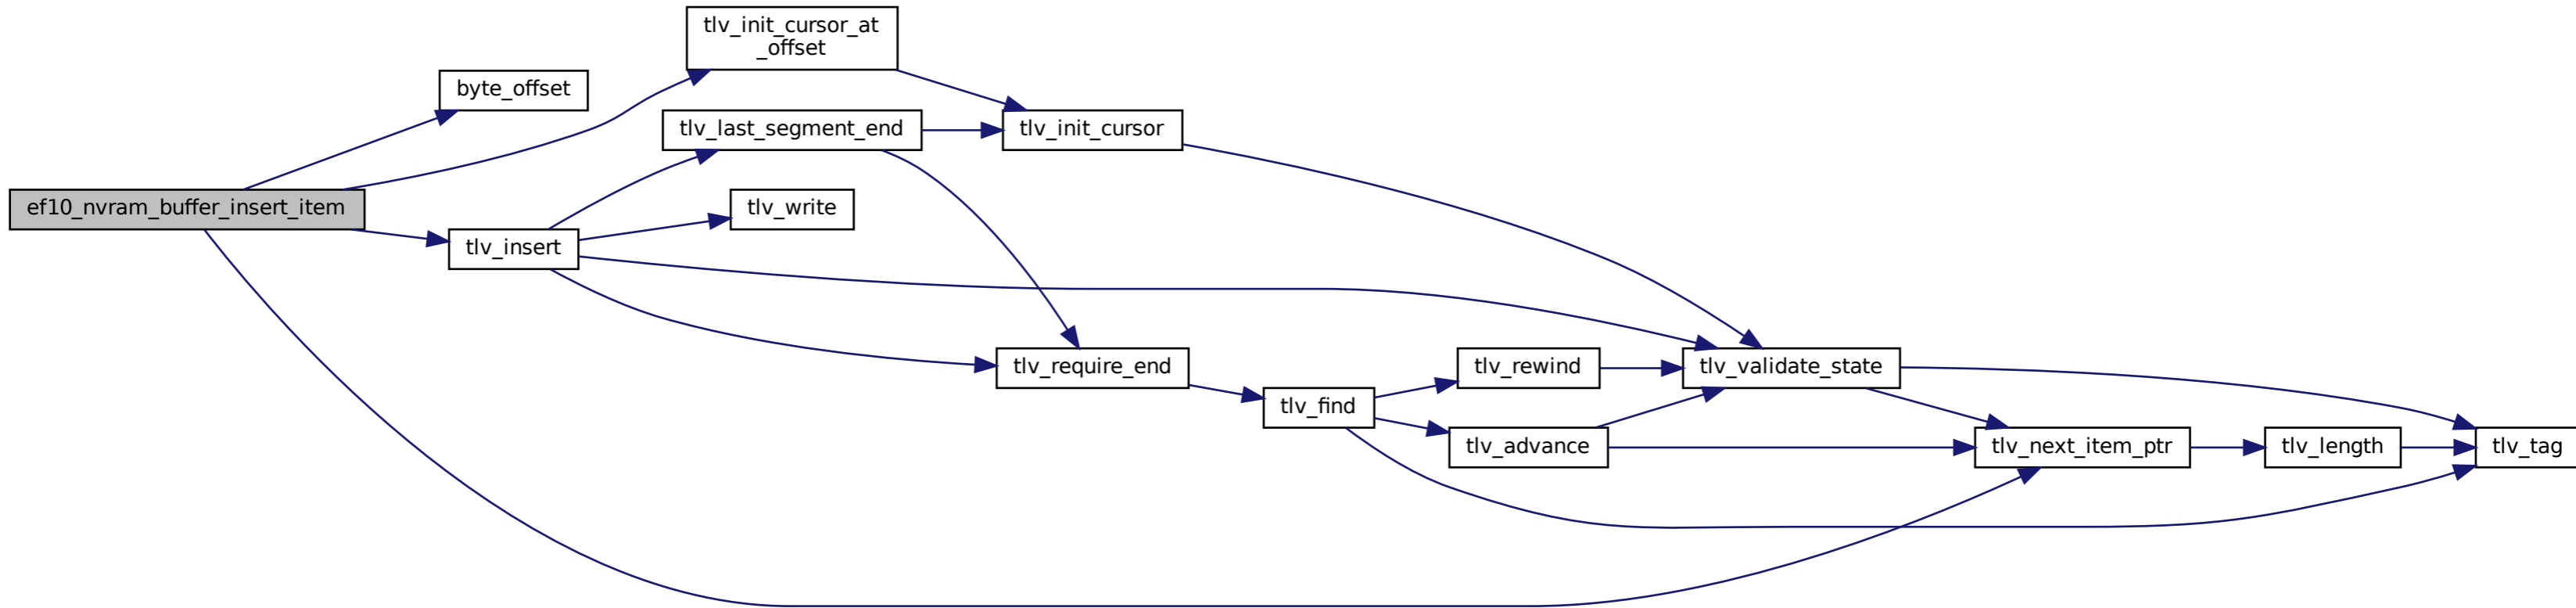 tlv_init_cursor_at
_offset
byte_offset
tlv_last_segment_end
tlv_init_cursor
ef10_nvram_buffer_insert_item
tlv_write
tlv_insert
tlv_require_end
tlv_rewind
tlv_validate_state
tlv_find
tlv_advance
tlv_next_item_ptr
tlv_length
tlv_tag